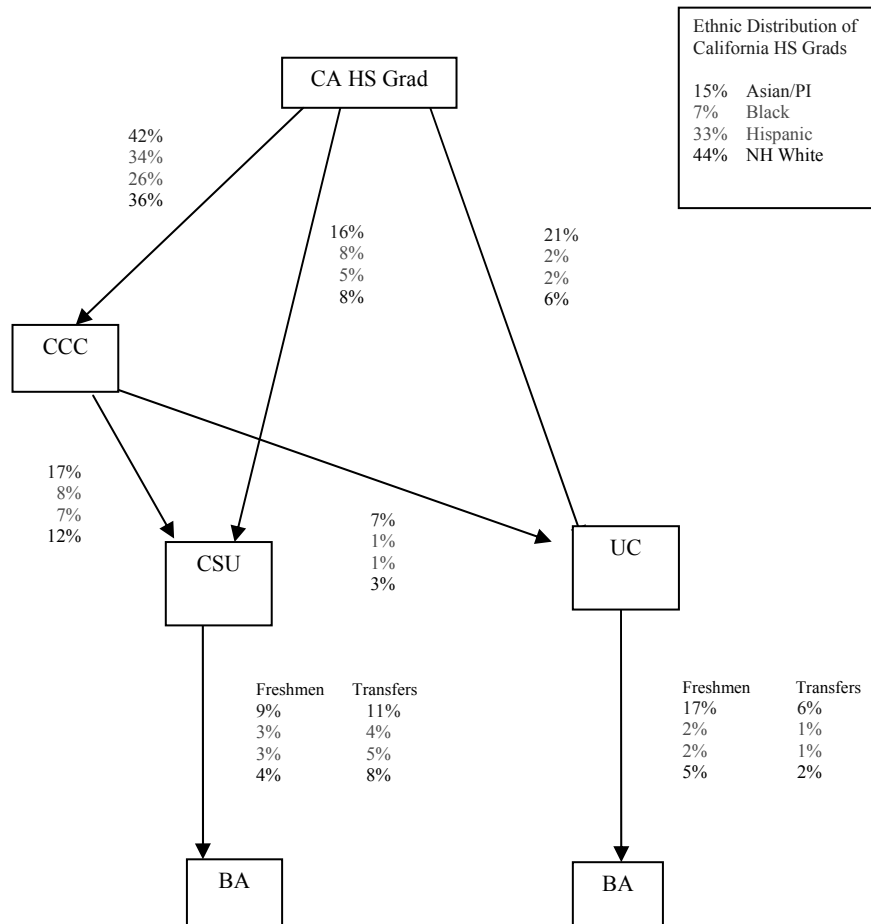 Ethnic Distribution of
California HS Grads
15% Asian/PI
7% Black
33% Hispanic
44% NH White
CA HS Grad
42%
34%
26%
36%
16%
8%
5%
8%
21%
2%
2%
6%
CCC
17%
8%
7%
12%
7%
1%
1%
3%
CSU
UC
Freshmen Transfers
9% 11%
3% 4%
3% 5%
4% 8%
Freshmen Transfers
17% 6%
2% 1%
2% 1%
5% 2%
BA
BA